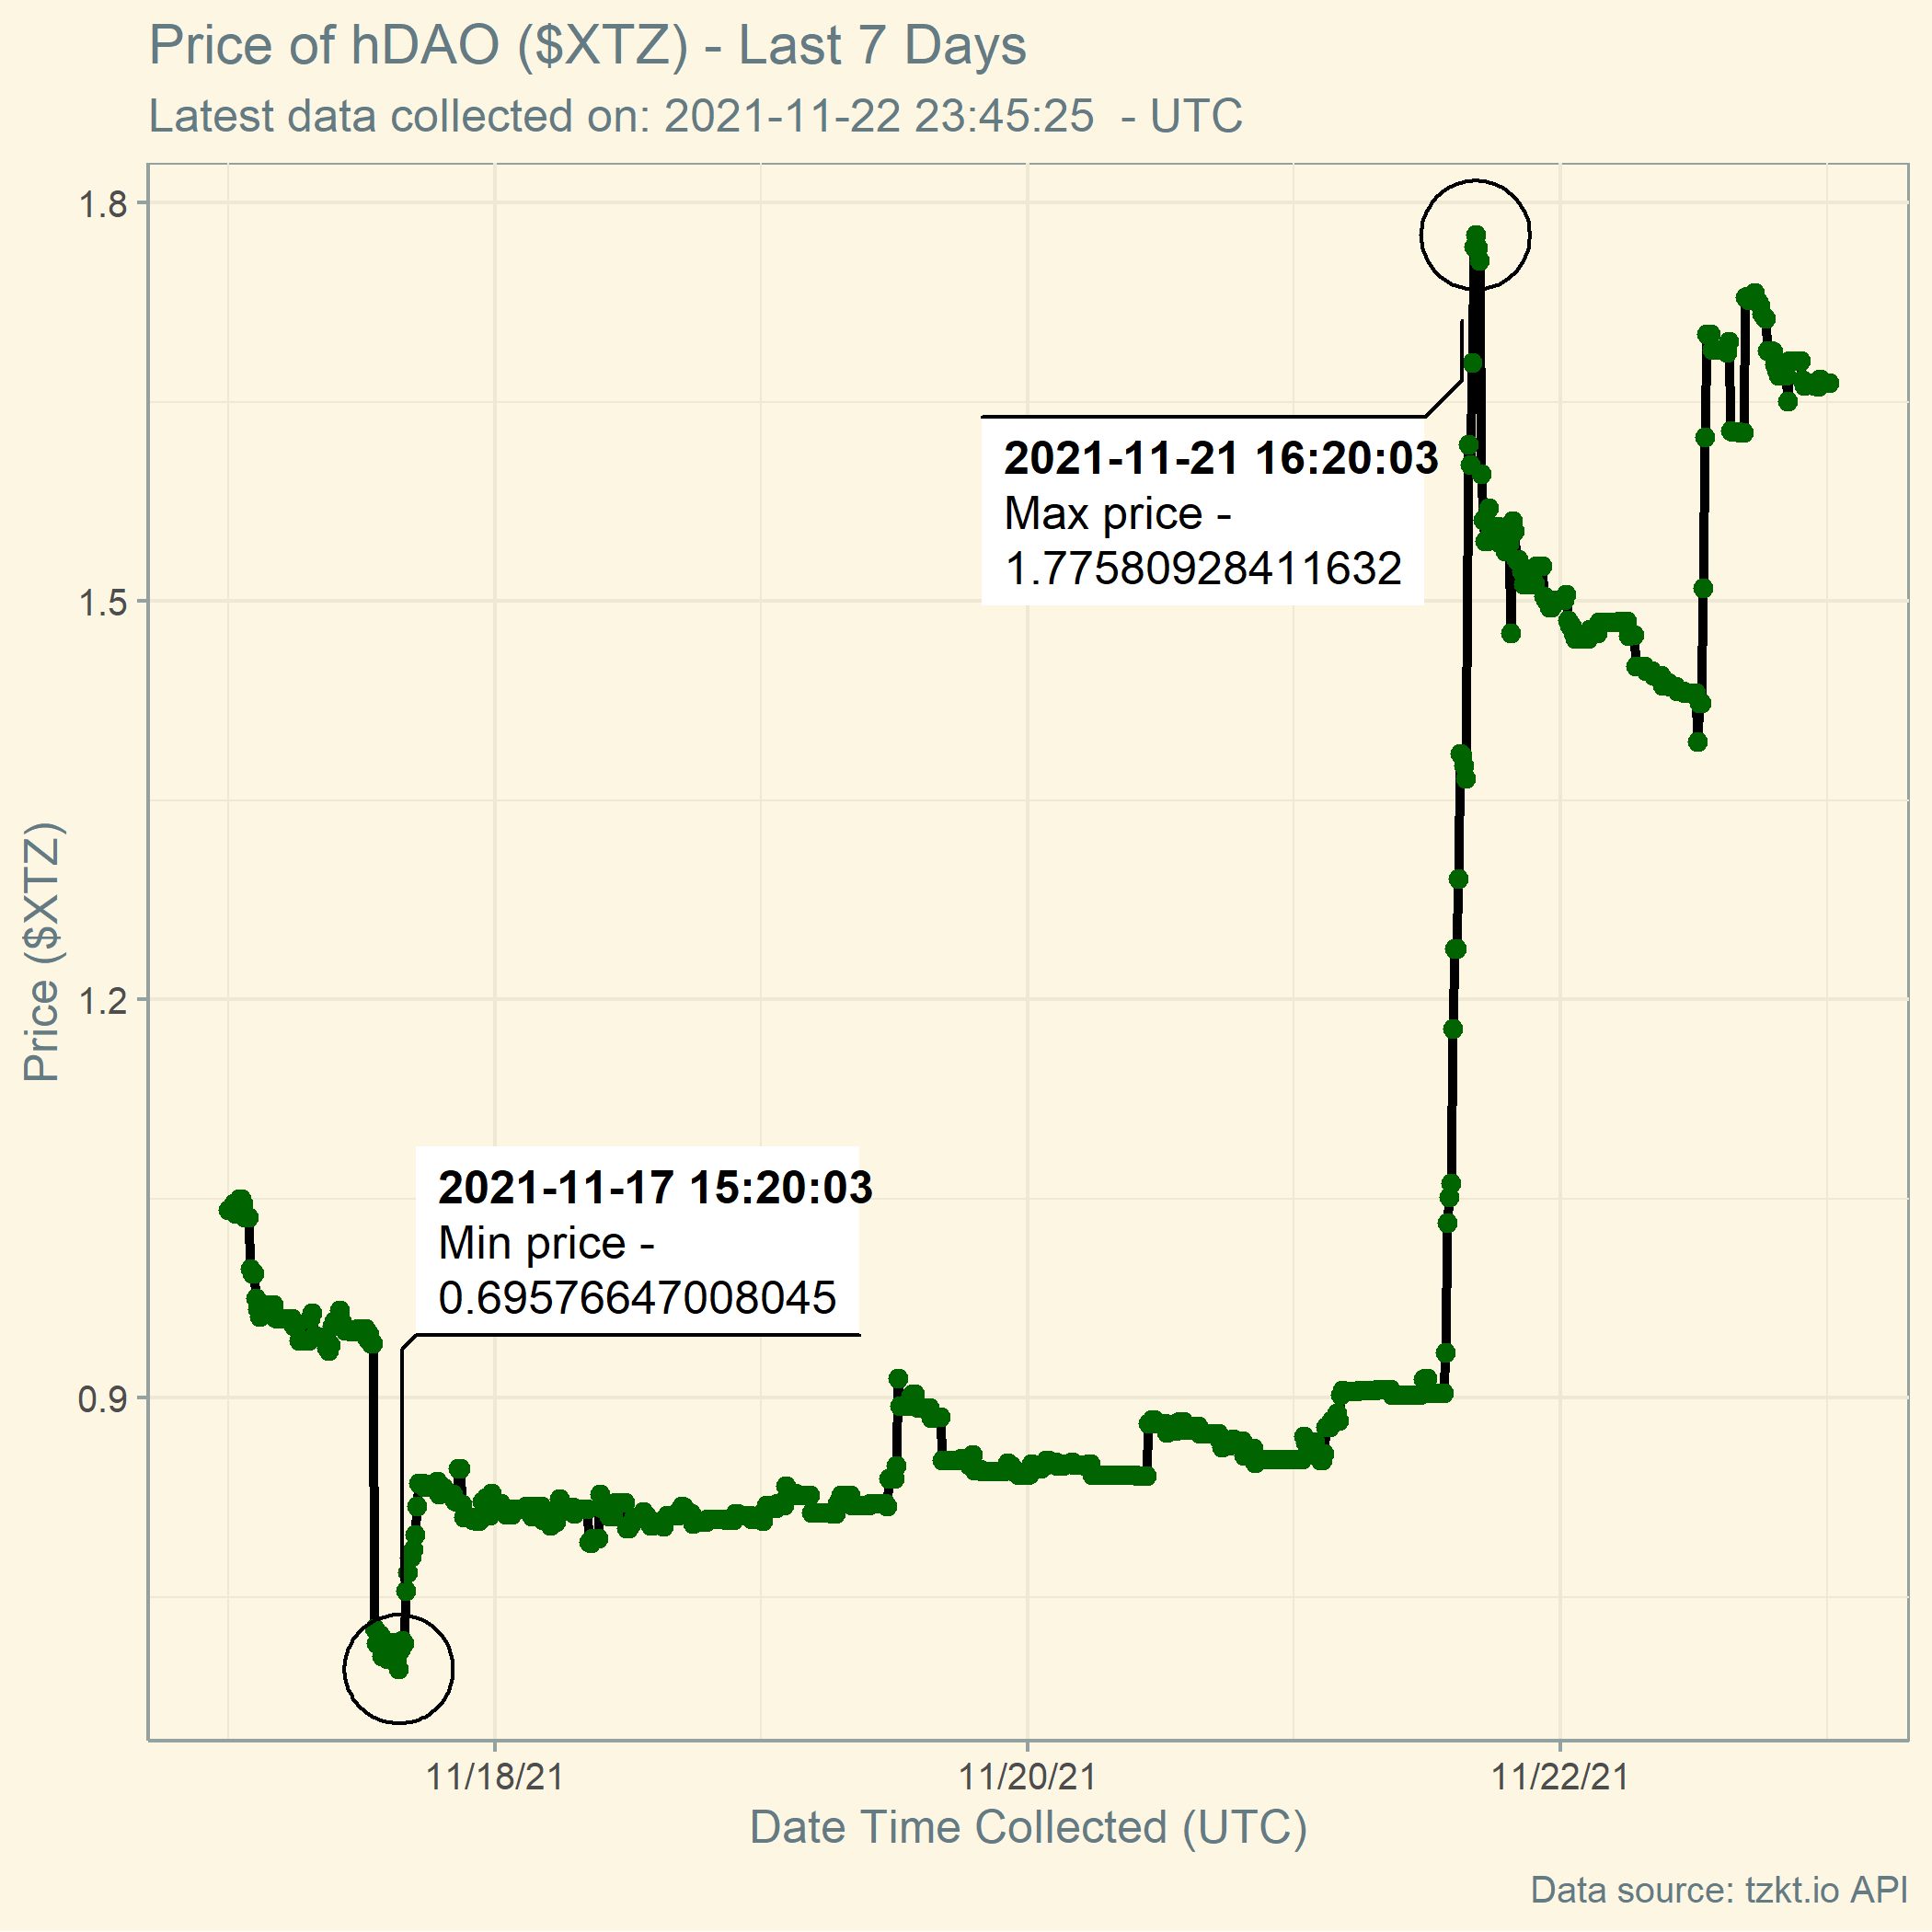 Price of hDAO ($XTZ) - Last 7 Days
Latest data collected on: 2021-11-22 23:45:25  - UTC
Price ($XTZ)
1.8
1.5
1.2
0.9
2021-11-21 16:20:03
Max price -
1.77580928411632
2021-11-17 15:20:03
Min price -
0.69576647008045
11/18/21
11/20/21
11/22/21
Date Time Collected (UTC)
Data source: tzkt.io API